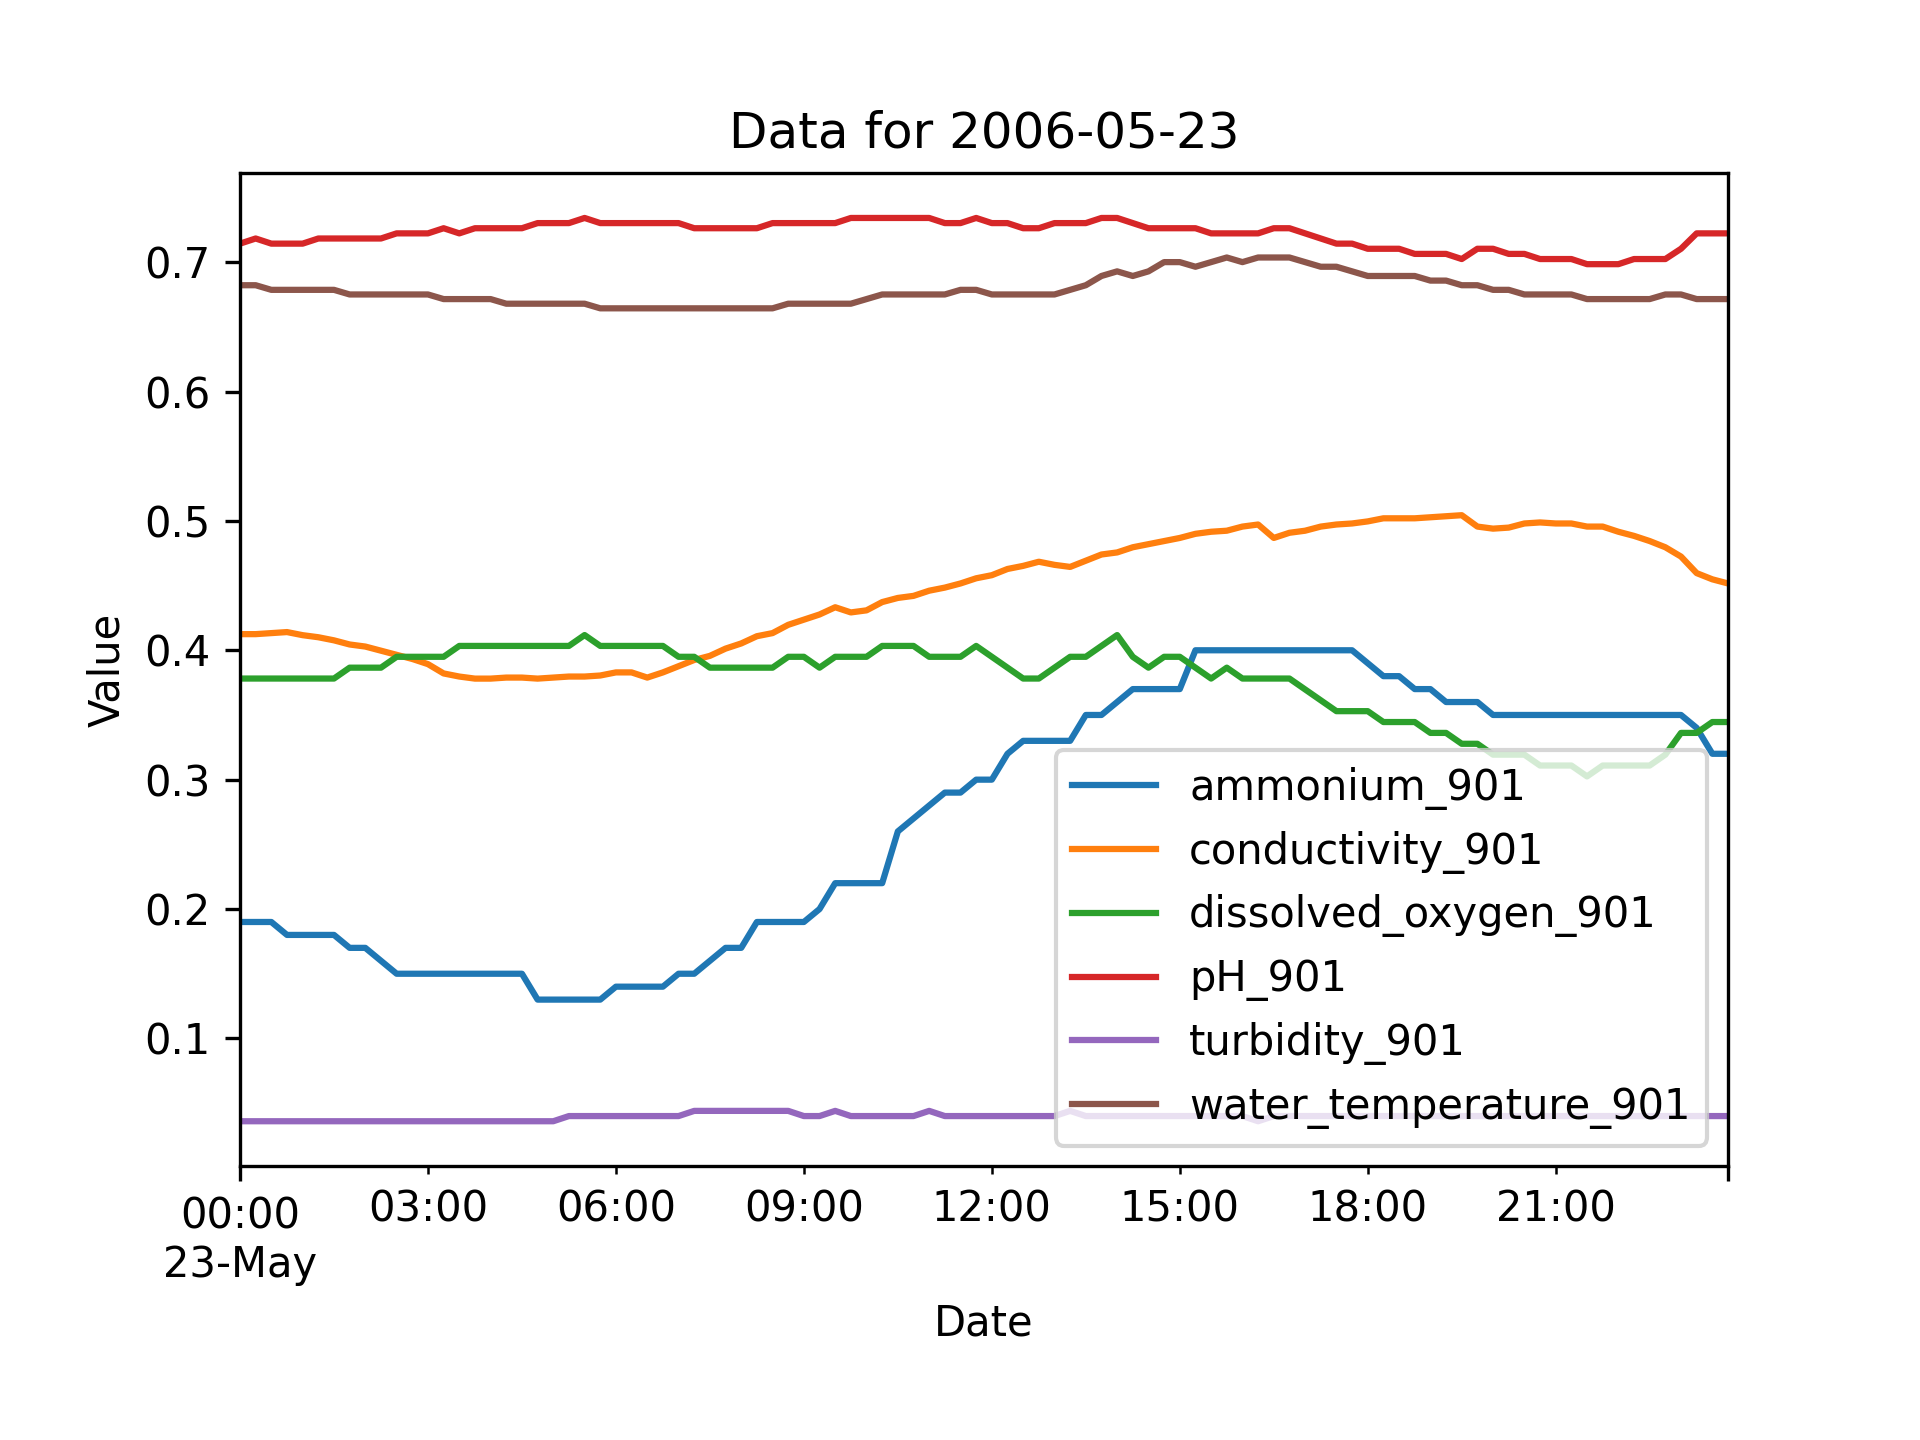 Data for 2006-05-23
Value
0.7
0.6
0.5
0.4
0.3
0.2
0.1
ammonium_901
conductivity_901
dissolved_oxygen_901
pH_901
turbidity_901
water_temperature_901
00:00 03:00 06:00 09:00 12:00 15:00 18:00 21:00
23-May
Date